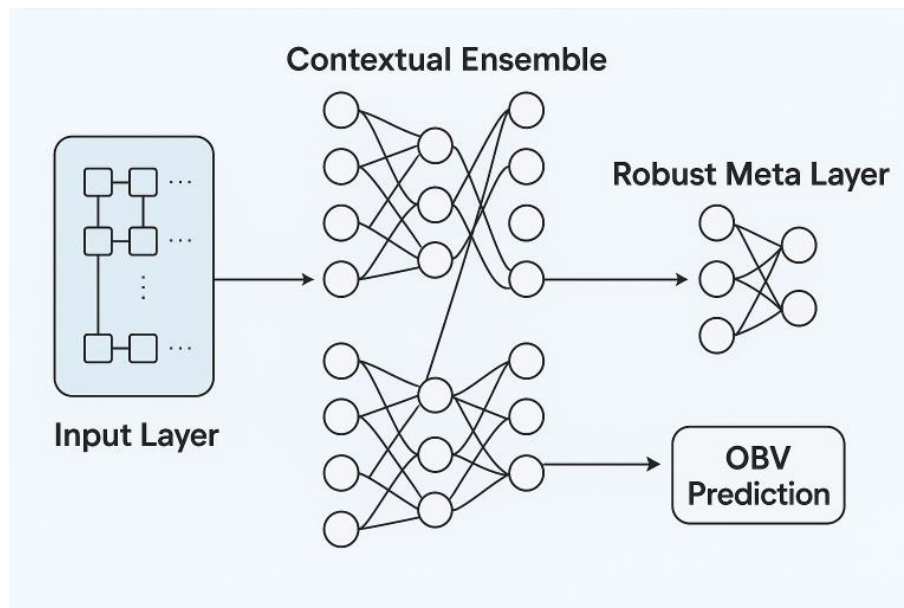 Contextual Ensemble
Robust Meta Layer
Input Layer
OBV
Prediction